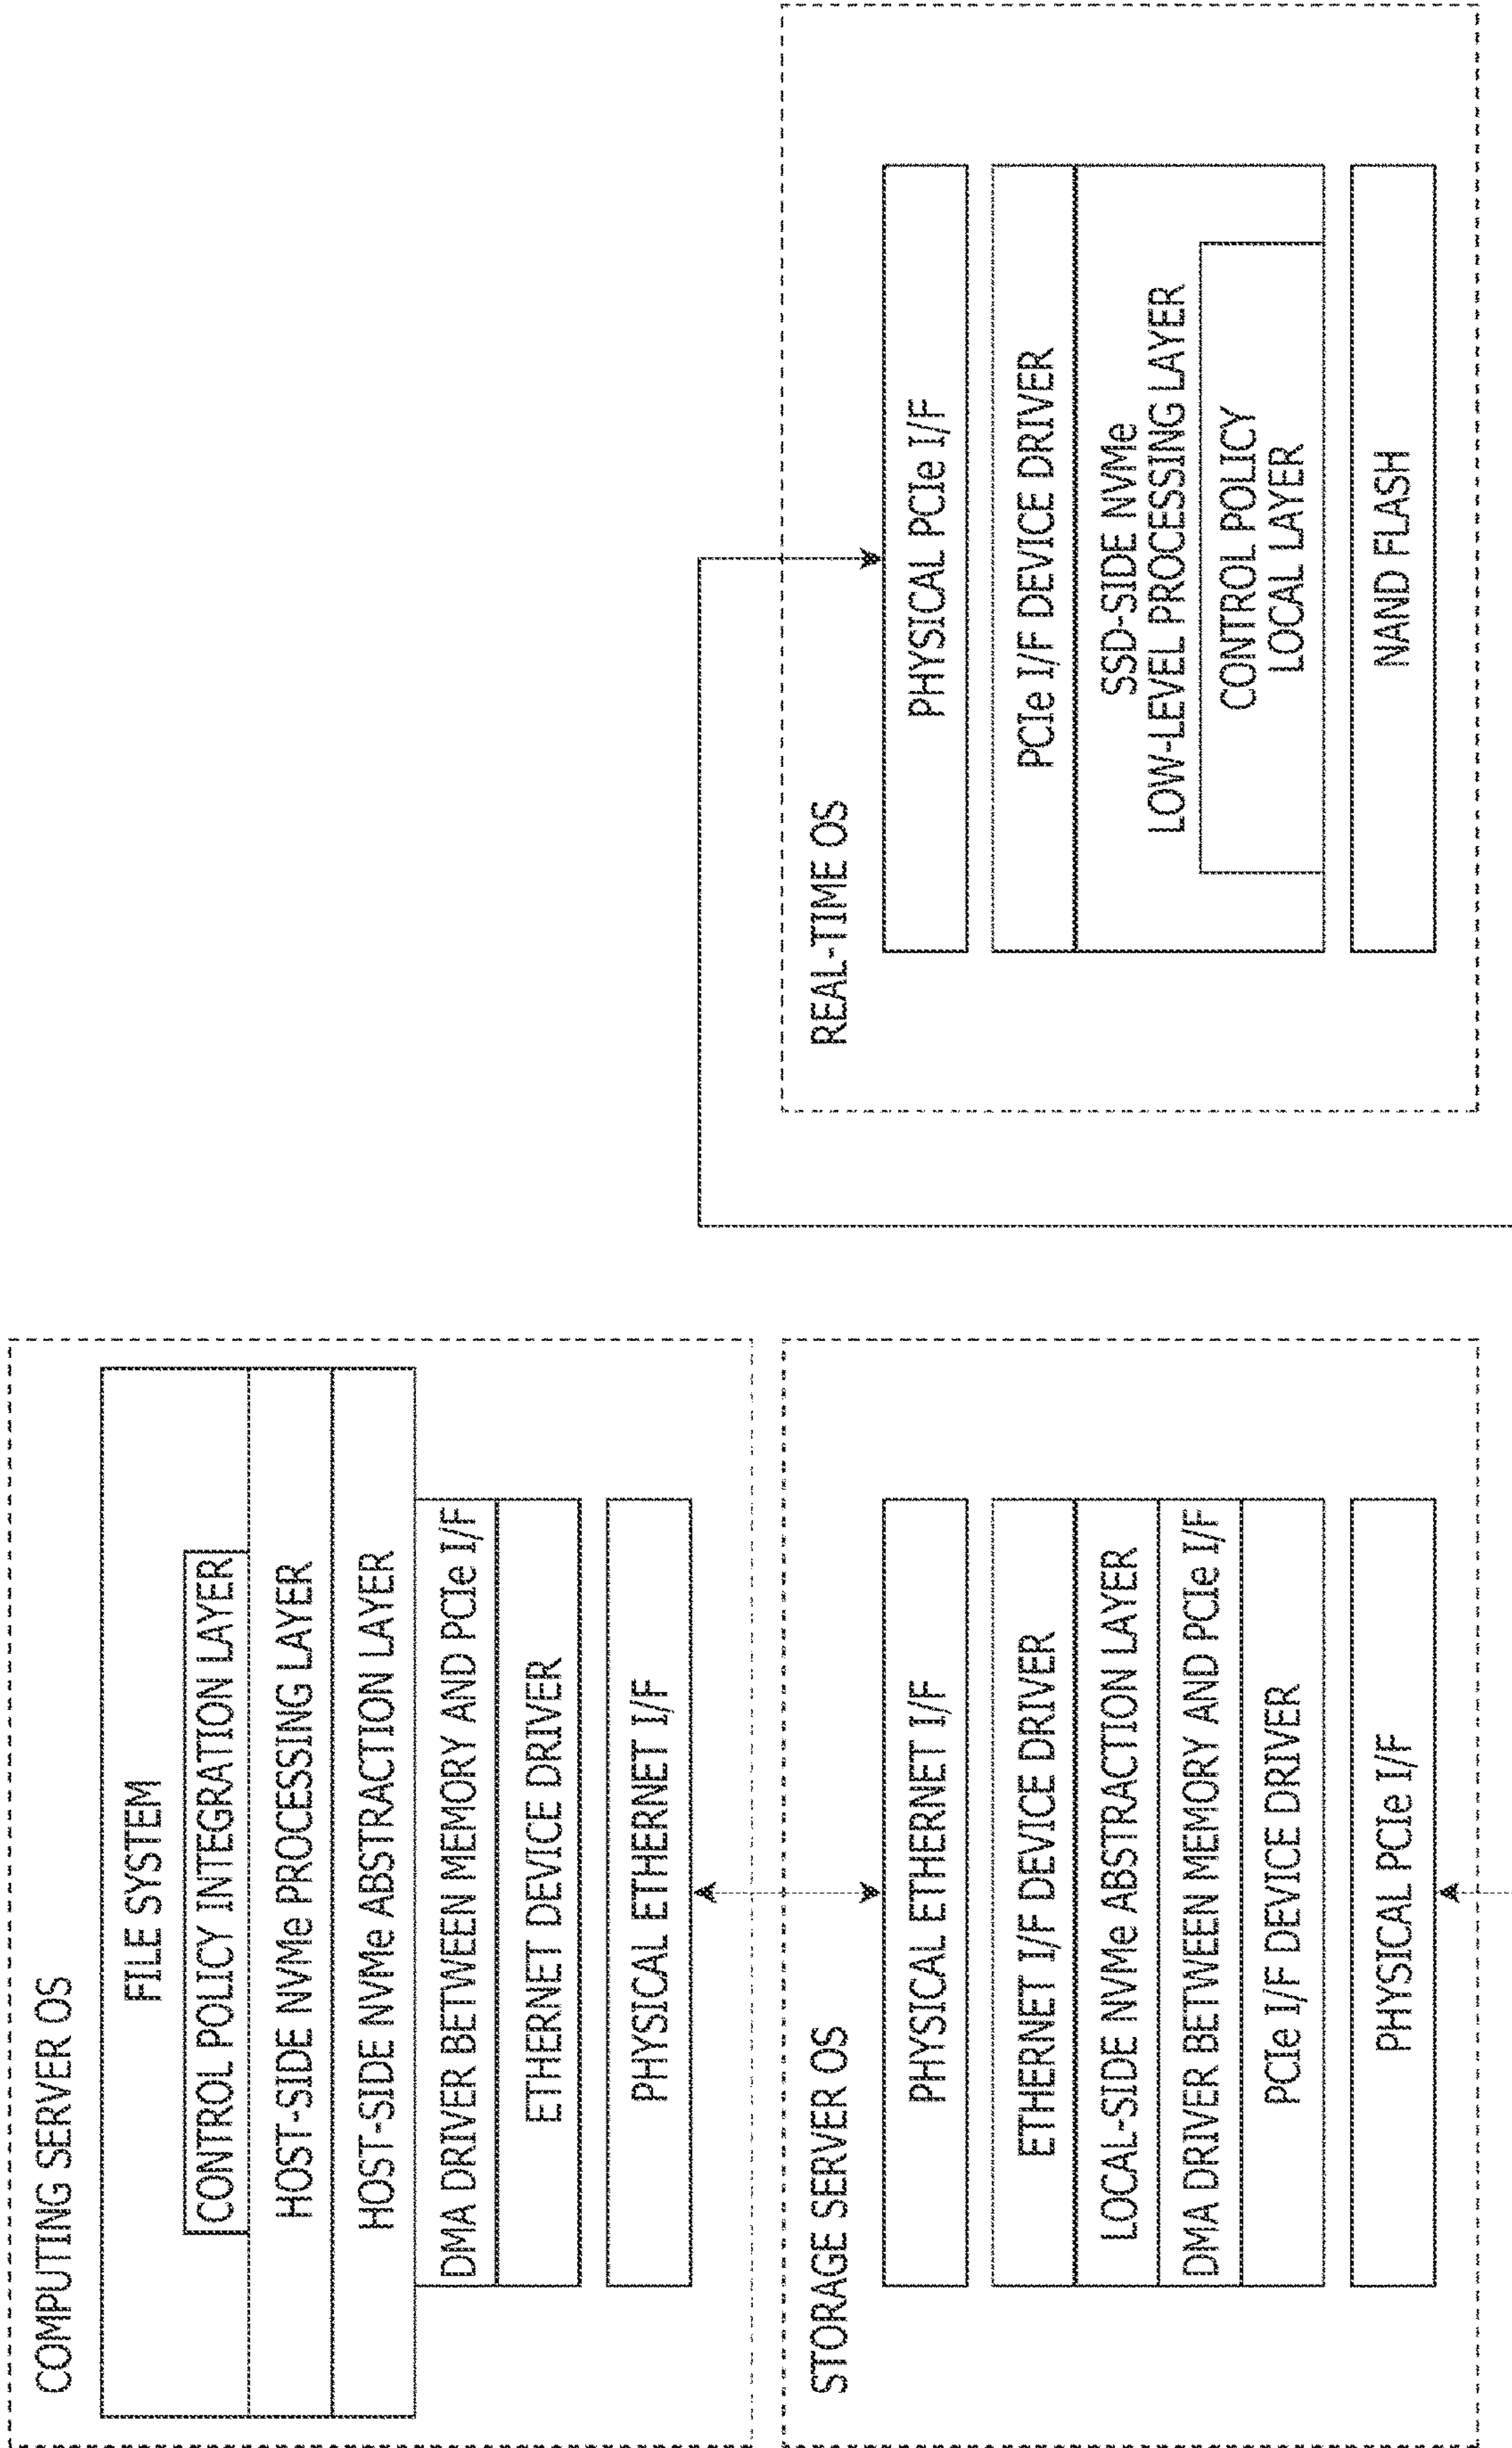 COMPUTING SERVER OS
FILE SYSTEM
CONTROL POLICY INTEGRATION LAYER
HOST-SIDE NVMe PROCESSING LAYER
HOST-SIDE NVMe ABSTRACTION LAYER
DMA DRIVER BETWEEN MEMORY AND PCIe I/F
ETHERNET DEVICE DRIVER
PHYSICAL ETHERNET I/F
STORAGE SERVER OS
PHYSICAL ETHERNET I/F
ETHERNET I/F DEVICE DRIVER
LOCAL-SIDE NVMe ABSTRACTION LAYER
DMA DRIVER BETWEEN MEMORY AND PCIe I/F
PCIe I/F DEVICE DRIVER
PHYSICAL PCIe I/F
REAL-TIME OS
PHYSICAL PCIe I/F
PCIe I/F DEVICE DRIVER
SSD-SIDE NVMe
LOW-LEVEL PROCESSING LAYER
CONTROL POLICY
LOCAL LAYER
NAND FLASH